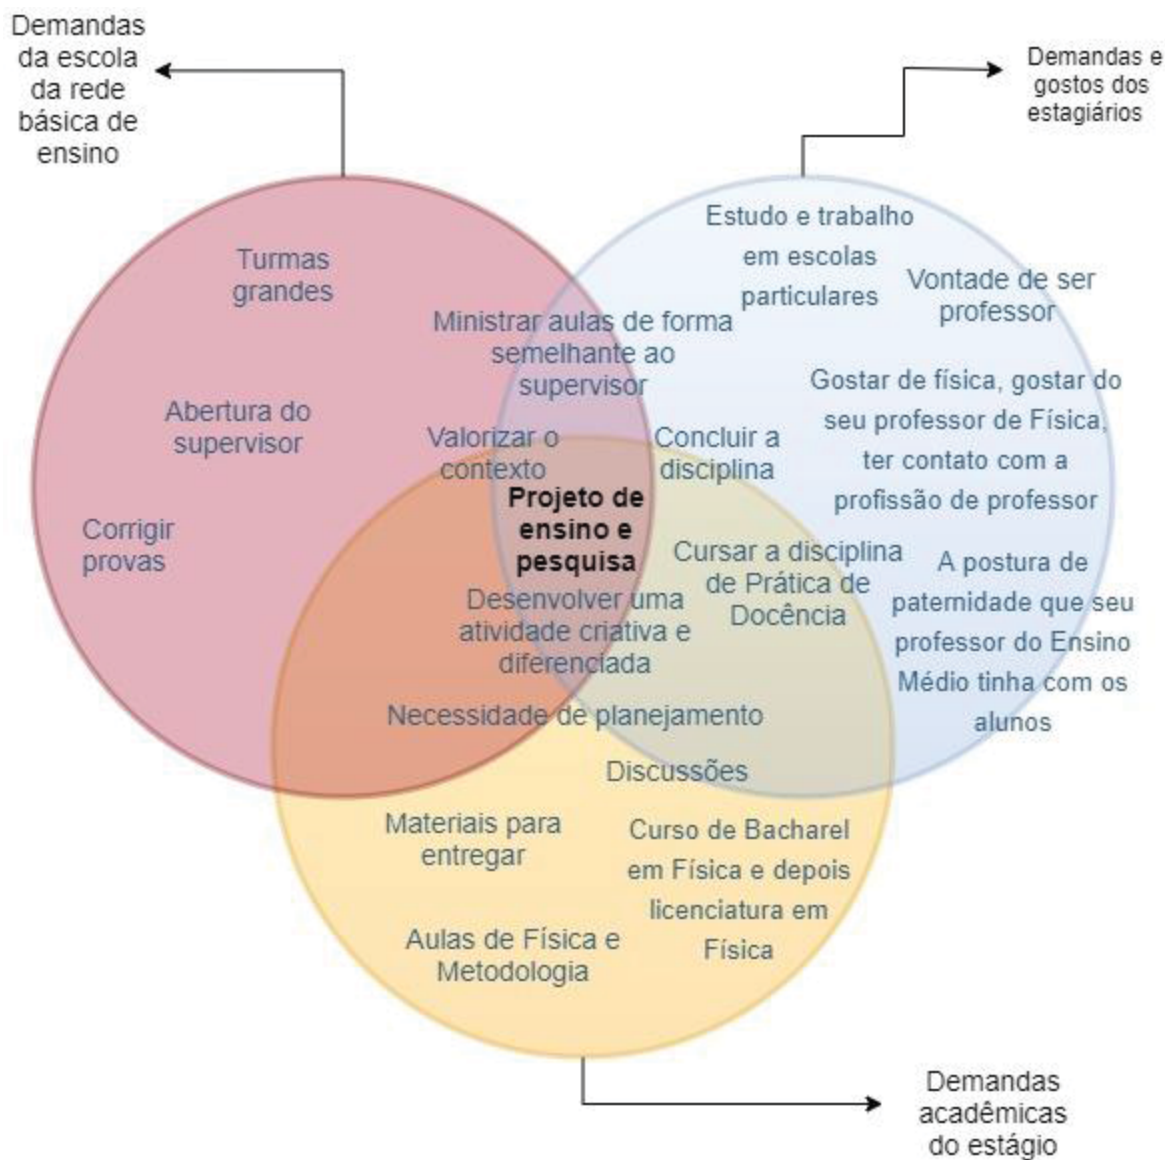 Demandas
da escola
da rede
básica de
ensino
Demandas e
gostos dos
estagiários
Turmas
grandes
Abertura do
supervisor
Corrigir
provas
Ministrar aulas de forma
semelhante ao
supervisor
Estudo e trabalho
em escolas
particulares
Vontade de ser
professor
Gostar de física, gostar do
seu professor de Física,
ter contato com a
profissão de professor
A postura de
paternidade que seu
professor do Ensino
Médio tinha com os
alunos
Valorizar o
contexto
Concluir a
disciplina
Projeto de
ensino e
pesquisa
Cursar a disciplina
de Prática de
Docência
Desenvolver uma
atividade criativa e
diferenciada
Necessidade de planejamento
Discussões
Materiais para
entregar
Curso de Bacharel
em Física e depois
licenciatura em
Física
Aulas de Física e
Metodologia
Demandas
acadêmicas
do estágio